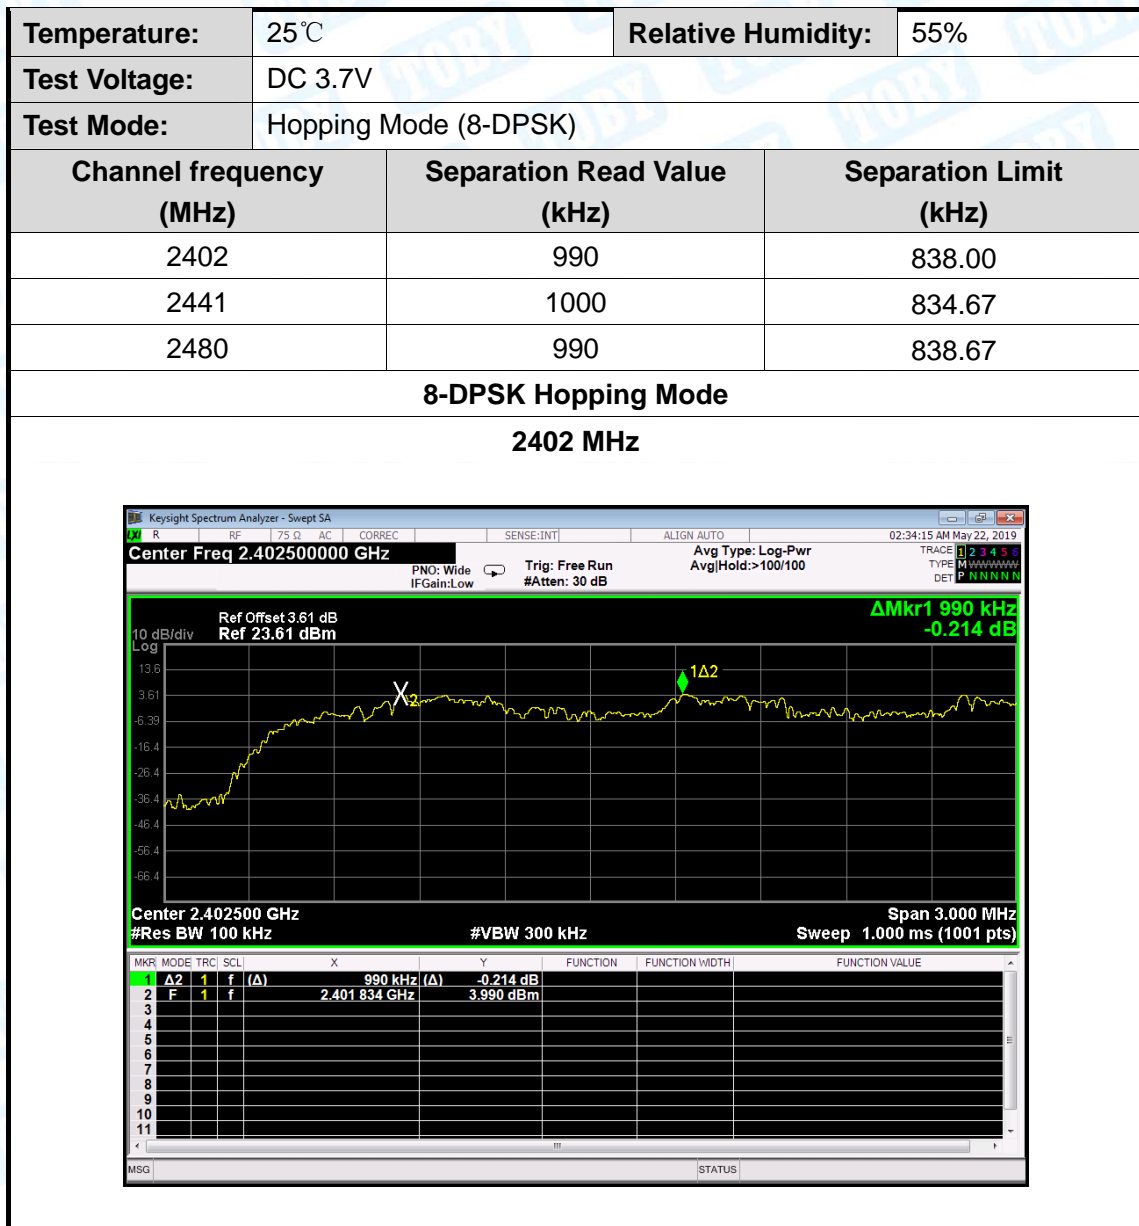 Temperature: 25℃ Relative Humidity: 55%
Test Voltage: DC 3.7V
Test Mode: Hopping Mode (8-DPSK)
Channel frequency (MHz) Separation Read Value (kHz) Separation Limit (kHz)
2402 990 838.00
2441 1000 834.67
2480 990 838.67
8-DPSK Hopping Mode
2402 MHz
Keysight Spectrum Analyzer - Swept SA
LXI R RF 75 Ω AC CORREC SENSE:INT ALIGN AUTO 02:34:15 AM May 22, 2019
Center Freq 2.402500000 GHz
PNO: Wide
IFGain:Low
Trig: Free Run
#Atten: 30 dB
Avg Type: Log-Pwr
Avg|Hold:>100/100
TRACE 1 2 3 4 5 6
TYPE M W W W W W
DET P N N N N N
ΔMkr1 990 kHz
-0.214 dB
Ref Offset 3.61 dB
10 dB/div Ref 23.61 dBm
Log
13.6
3.61
-6.39
-16.4
-26.4
-36.4
-46.4
-56.4
-66.4
X2
1Δ2
Center 2.402500 GHz Span 3.000 MHz
#Res BW 100 kHz #VBW 300 kHz Sweep 1.000 ms (1001 pts)
MKR MODE TRC SCL X Y FUNCTION FUNCTION WIDTH FUNCTION VALUE
1 Δ2 1 f (Δ) 990 kHz (Δ) -0.214 dB
2 F 1 f 2.401 834 GHz 3.990 dBm
3
4
5
6
7
8
9
10
11
MSG STATUS
TOBY